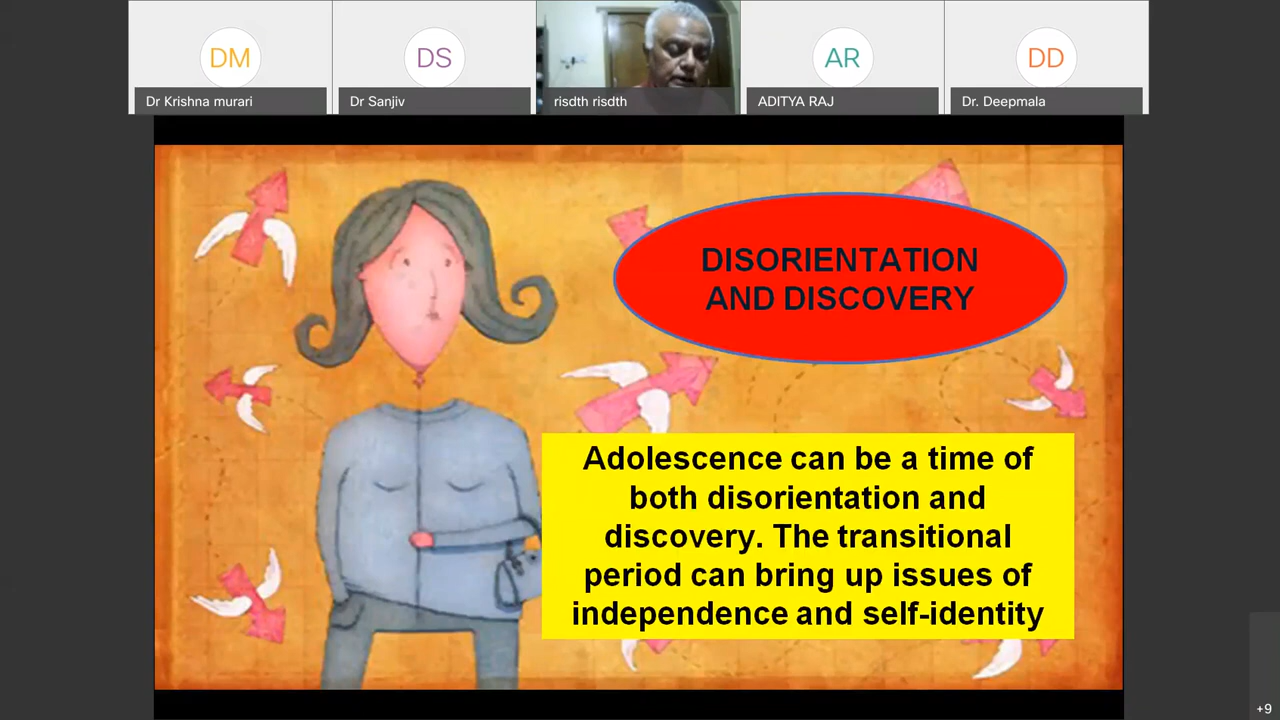 DM
DS
AR
DD
Dr Krishna murari
Dr Sanjiv
risdth risdth
ADITYA RAJ
Dr. Deepmala
DISORIENTATION
AND DISCOVERY
Adolescence can be a time of
both disorientation and
discovery. The transitional
period can bring up issues of
independence and self-identity
+9